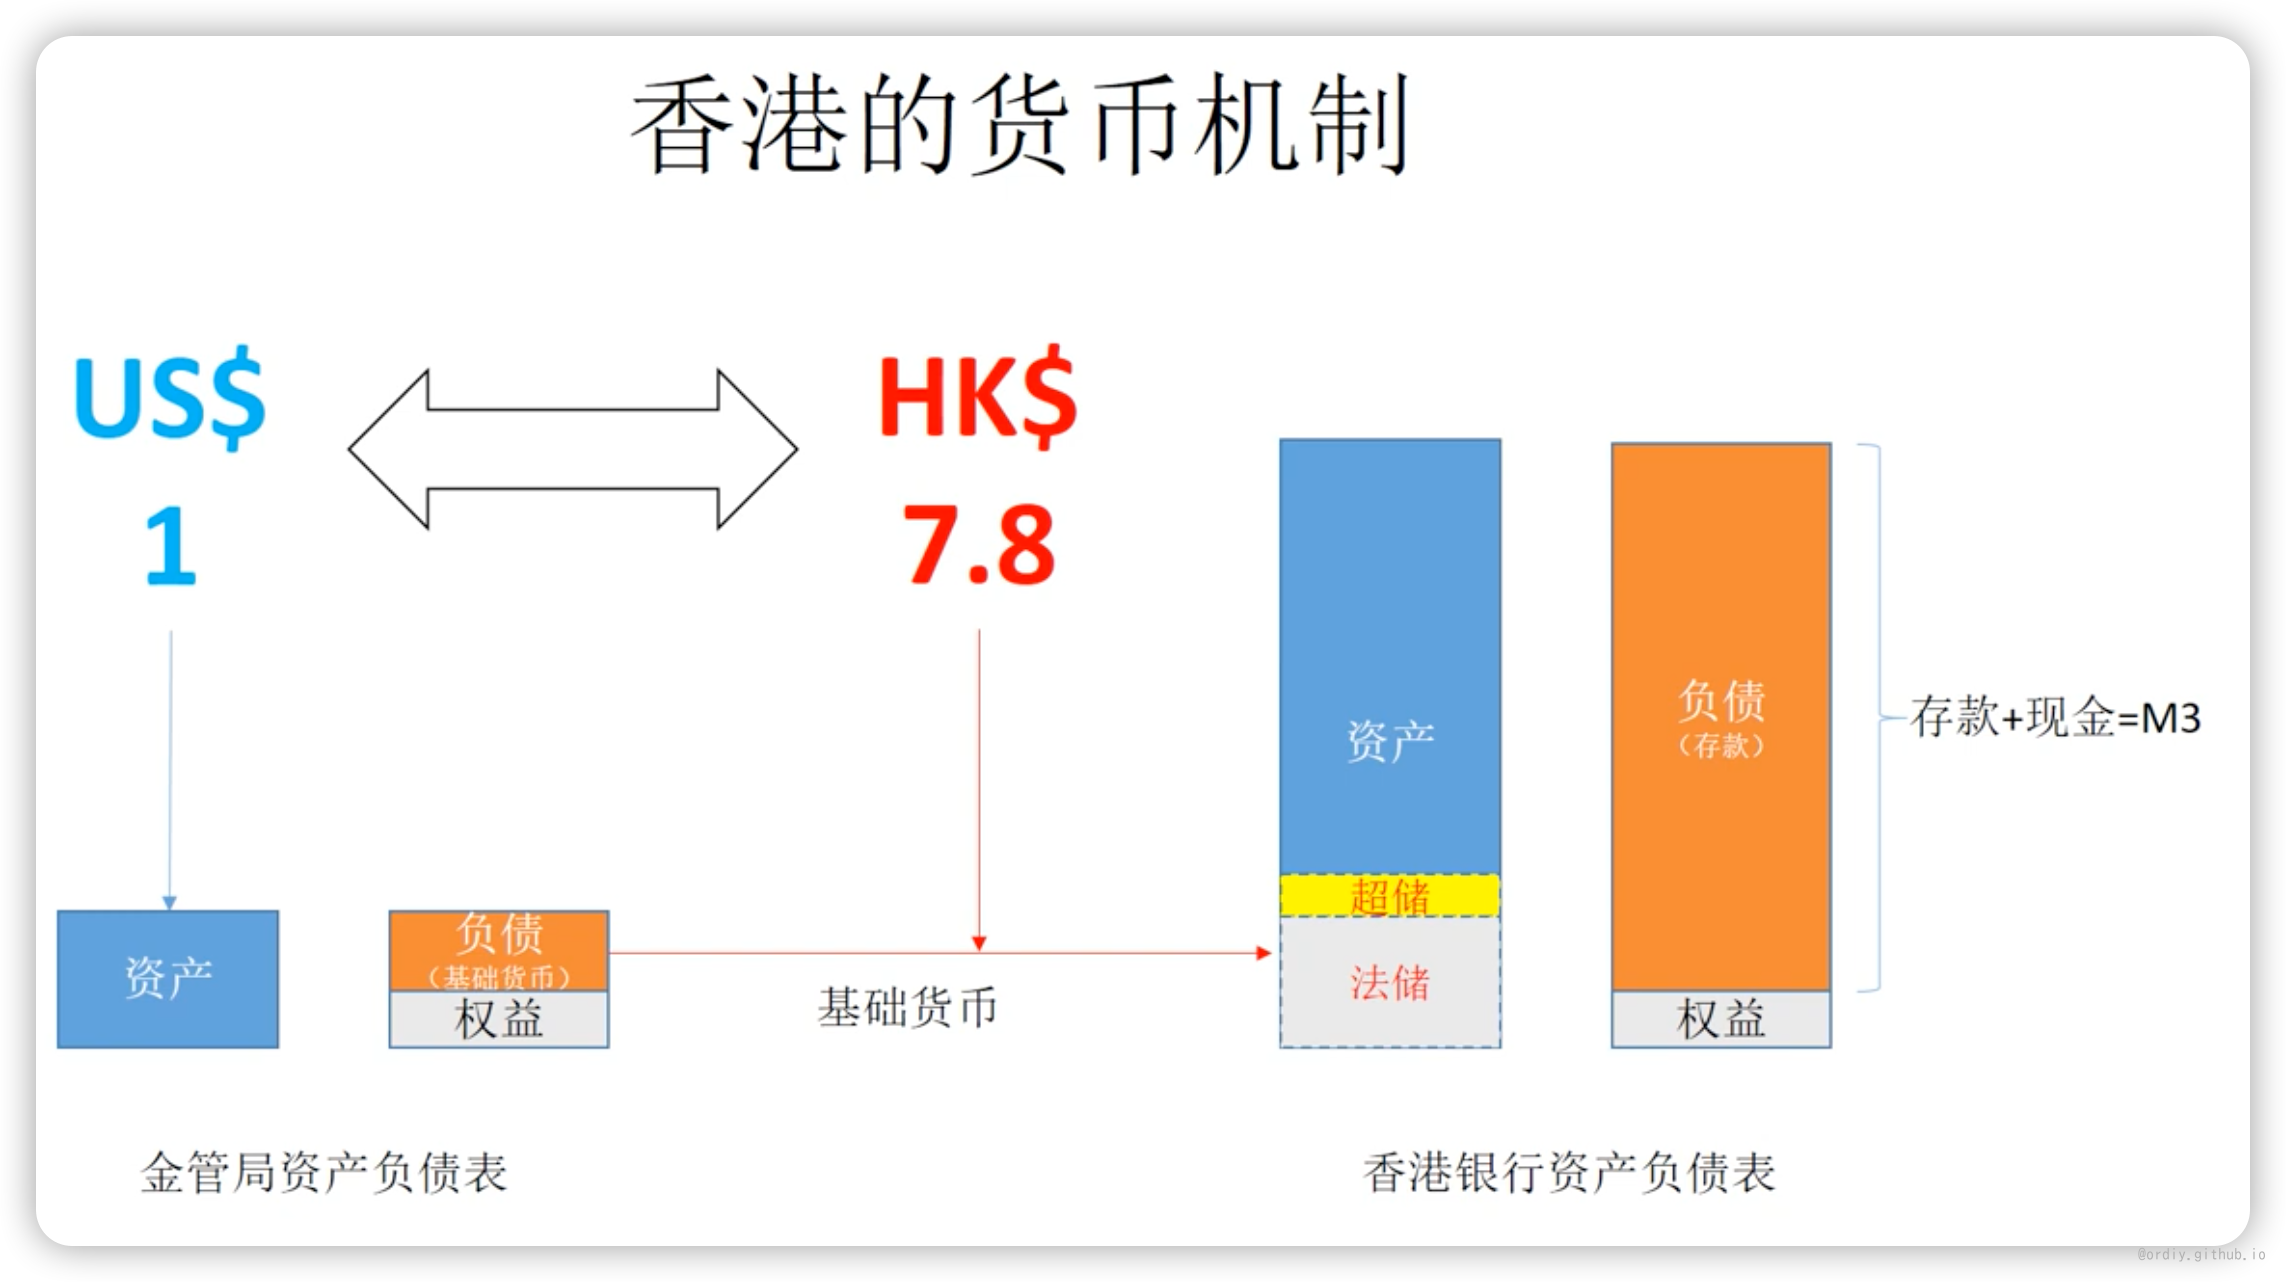 香港的货币机制
US$
1
HK$
7.8
资产
负债
（基础货币）
权益
基础货币
资产
超储
法储
负债
（存款）
权益
存款+现金=M3
金管局资产负债表
香港银行资产负债表
@ordiy.github.io